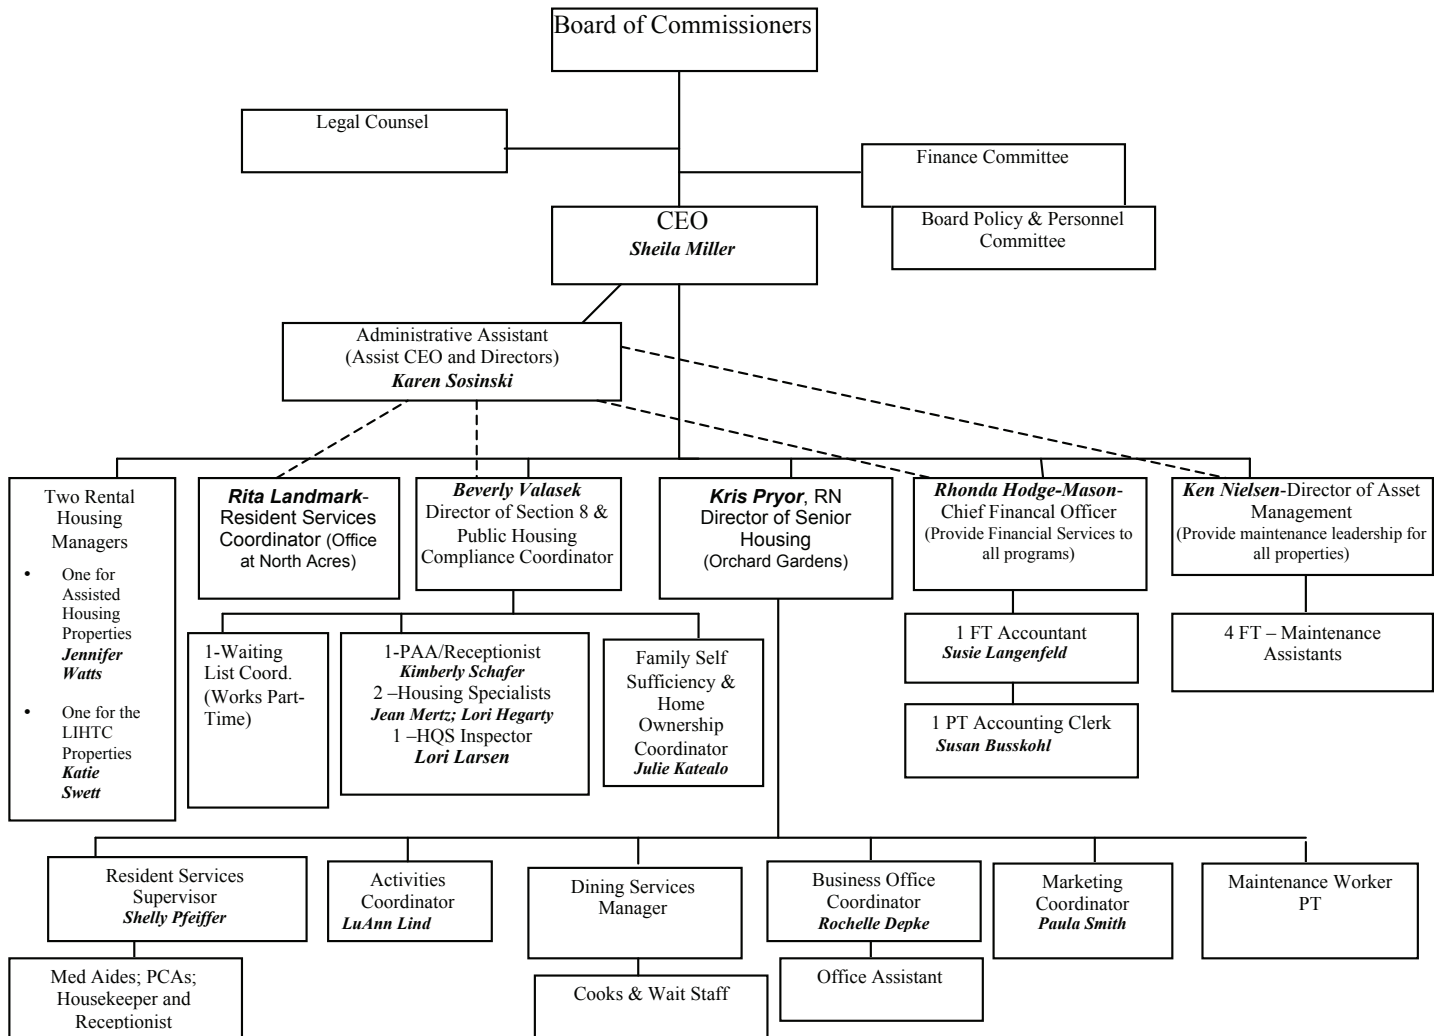 Board of Commissioners
Legal Counsel
Finance Committee
Board Policy & Personnel
Committee
CEO
Sheila Miller
Administrative Assistant
(Assist CEO and Directors)
Karen Sosinski
Two Rental
Housing
Managers
• One for
Assisted
Housing
Properties
Jennifer
Watts
• One for the
LIHTC
Properties
Katie
Swett
Rita Landmark-
Resident Services
Coordinator (Office
at North Acres)
Beverly Valasek
Director of Section 8 &
Public Housing
Compliance Coordinator
Kris Pryor, RN
Director of Senior
Housing
(Orchard Gardens)
Rhonda Hodge-Mason-
Chief Financal Officer
(Provide Financial Services to
all programs)
Ken Nielsen-Director of Asset
Management
(Provide maintenance leadership for
all properties)
1-Waiting
List Coord.
(Works Part-
Time)
1-PAA/Receptionist
Kimberly Schafer
2 –Housing Specialists
Jean Mertz; Lori Hegarty
1 –HQS Inspector
Lori Larsen
Family Self
Sufficiency &
Home
Ownership
Coordinator
Julie Katealo
1 FT Accountant
Susie Langenfeld
1 PT Accounting Clerk
Susan Busskohl
4 FT – Maintenance
Assistants
Resident Services
Supervisor
Shelly Pfeiffer
Activities
Coordinator
LuAnn Lind
Dining Services
Manager
Business Office
Coordinator
Rochelle Depke
Marketing
Coordinator
Paula Smith
Maintenance Worker
PT
Med Aides; PCAs;
Housekeeper and
Receptionist
Cooks & Wait Staff
Office Assistant